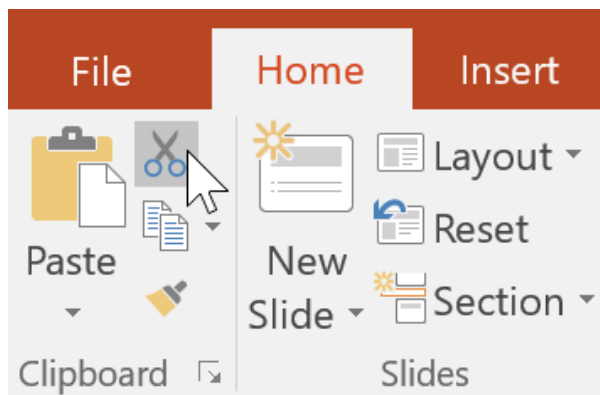 File Home Insert
Paste
New
Slide
Layout
Reset
Section
Clipboard
Slides